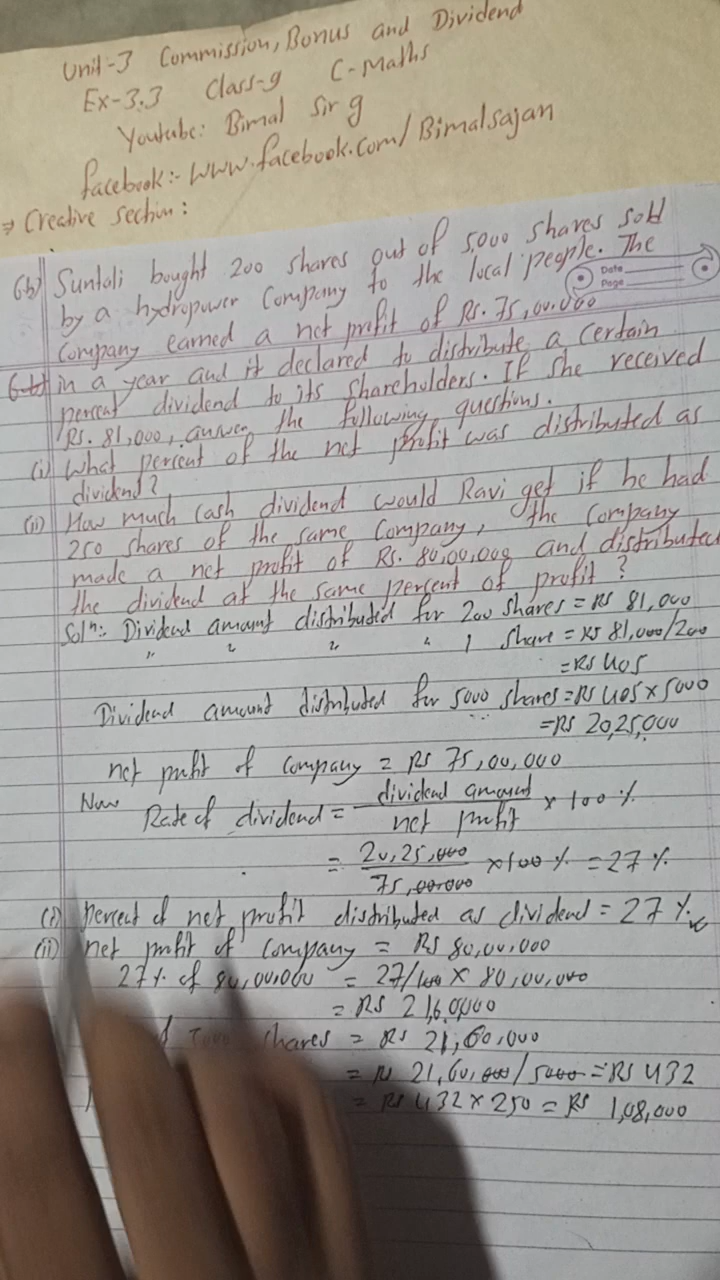 Unit-3 Commission, Bonus and Dividend
Ex-3.3 Class-9 C-Maths
Youtube: Bimal Sir g
facebook:- www.facebook.com/Bimalsajan
⇒ Creative section:
Date
Page
6b) Suntali bought 200 shares out of 5,000 shares sold
by a hydropower Company to the local people. The
Company earned a net profit of Rs. 75,00,000
in a year and it declared to distribute a certain
percent dividend to its shareholders. If she received
Rs. 81,000, answer the following questions.
(i) What percent of the net profit was distributed as
dividend?
(ii) How much cash dividend would Ravi get if he had
250 shares of the same Company, the Company
made a net profit of Rs. 80,00,000 and distributed
the dividend at the same percent of profit?
Solⁿ: Dividend amount distributed for 200 shares = RS 81,000
" " " " 1 share = RS 81,000/200
= RS 405
Dividend amount distributed for 5000 shares = RS 405 × 5000
= RS 20,25,000
net profit of Company = RS 75,00,000
Now Rate of dividend = dividend amount / net profit × 100 %
= 20,25,000 / 75,00,000 × 100 % = 27 %
(i) percent of net profit distributed as dividend = 27 %
(ii) net profit of Company = RS 80,00,000
27 % of 80,00,000 = 27/100 × 80,00,000
= RS 2160000
shares = RS 21,60,000
= RS 21,60,000/5000 = RS 432
= RS 432 × 250 = RS 1,08,000